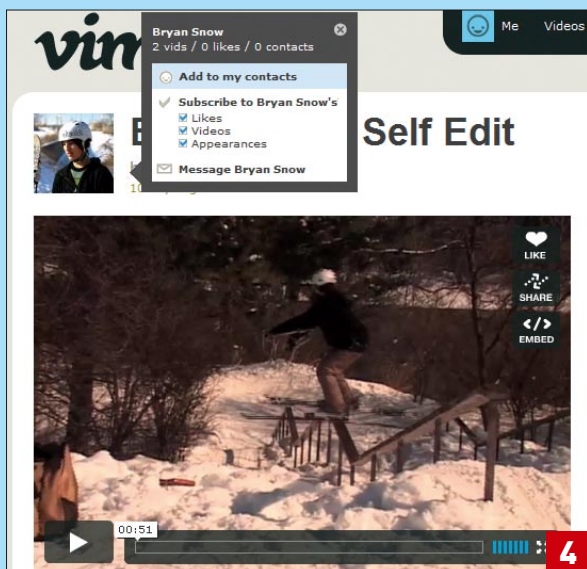 vim
Me Videos
Bryan Snow
2 vids / 0 likes / 0 contacts
Add to my contacts
Subscribe to Bryan Snow's
Likes
Videos
Appearances
Message Bryan Snow
Self Edit
LIKE
SHARE
EMBED
00:51
4